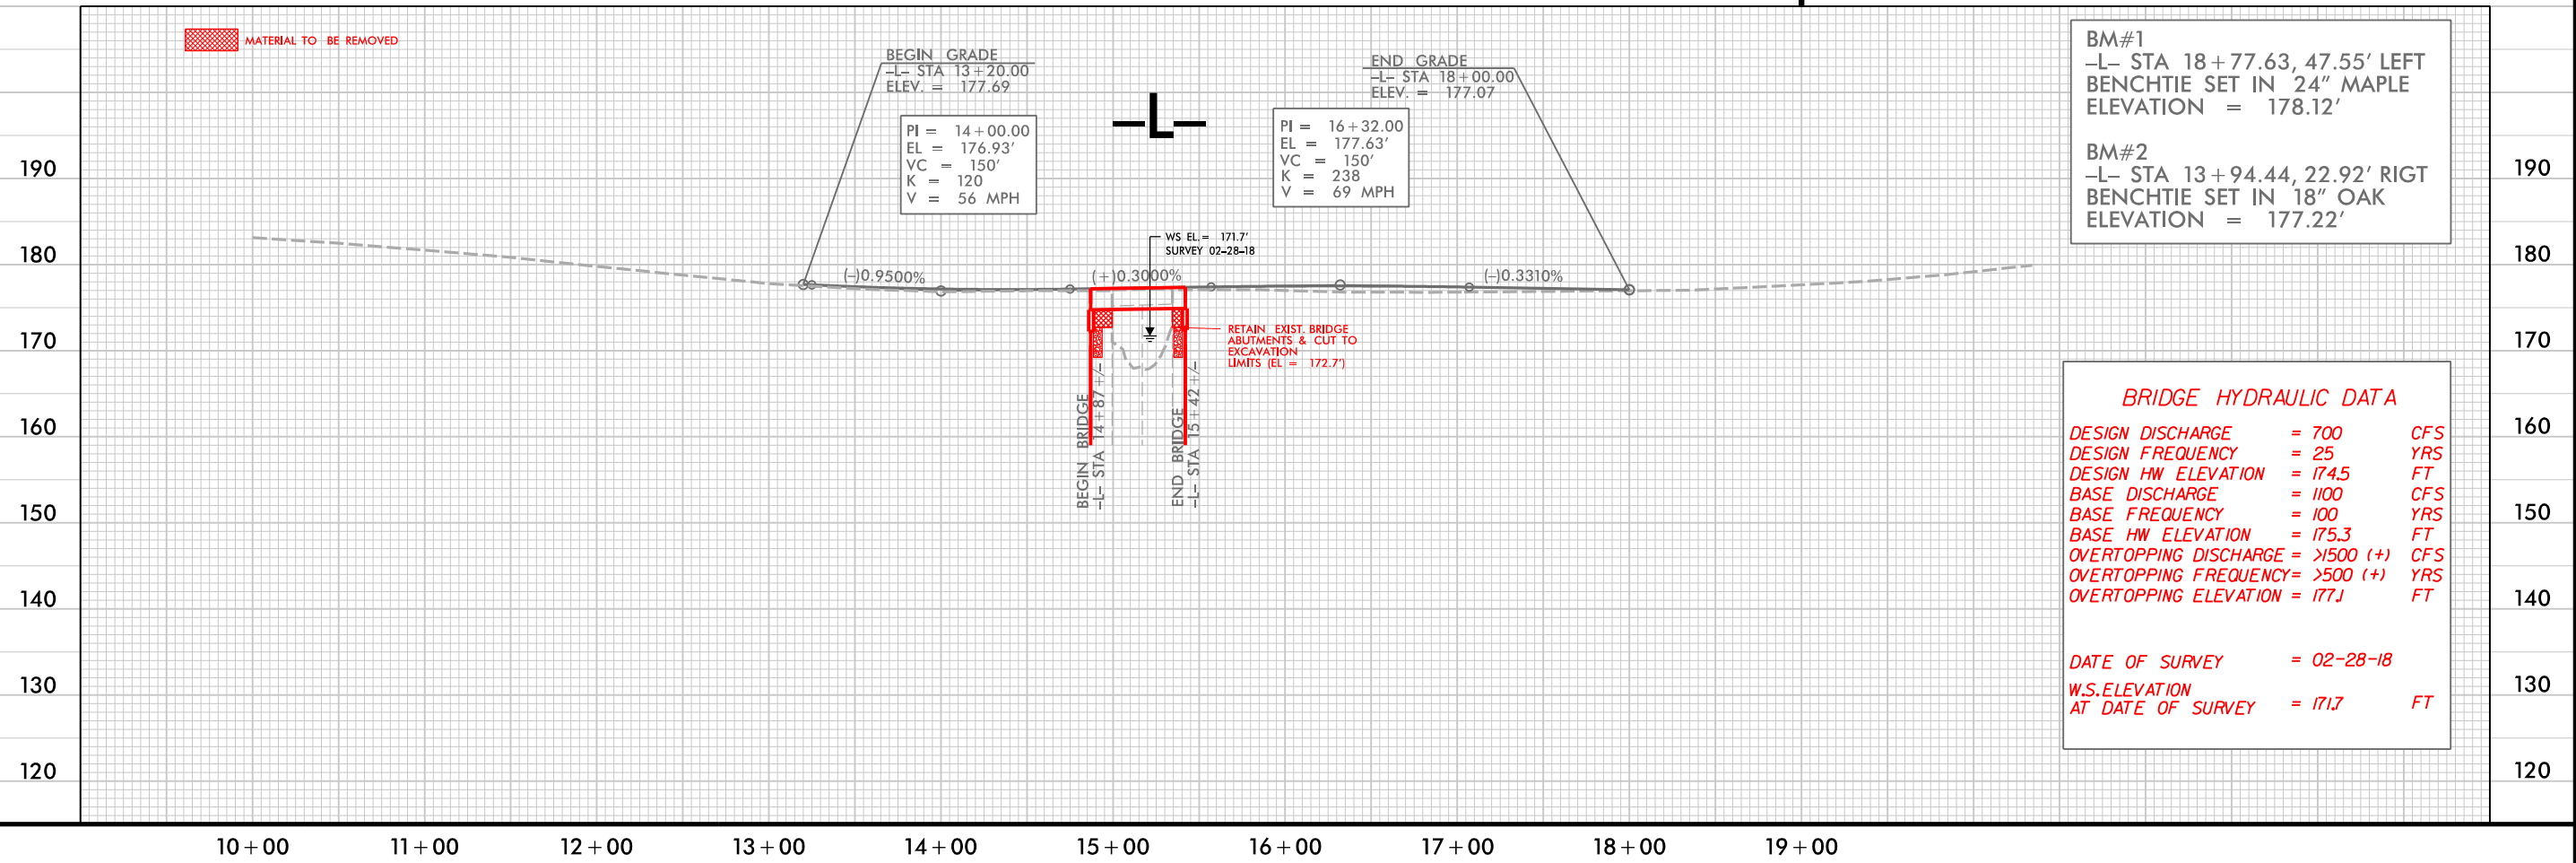 MATERIAL TO BE REMOVED
BEGIN GRADE
-L- STA 13+20.00
ELEV. = 177.69
PI = 14+00.00
EL = 176.93'
VC = 150'
K = 120
V = 56 MPH
-L-
END GRADE
-L- STA 18+00.00
ELEV. = 177.07
PI = 16+32.00
EL = 177.63'
VC = 150'
K = 238
V = 69 MPH
BM#1
-L- STA 18+77.63, 47.55' LEFT
BENCHTIE SET IN 24" MAPLE
ELEVATION = 178.12'
BM#2
-L- STA 13+94.44, 22.92' RIGT
BENCHTIE SET IN 18" OAK
ELEVATION = 177.22'
WS EL.= 171.7'
SURVEY 02-28-18
(-)0.9500%
(+)0.3000%
(-)0.3310%
RETAIN EXIST. BRIDGE
ABUTMENTS & CUT TO
EXCAVATION
LIMITS (EL = 172.7')
BEGIN BRIDGE
-L- STA 14+87 +/-
END BRIDGE
-L- STA 15+42 +/-
BRIDGE HYDRAULIC DATA
DESIGN DISCHARGE = 700 CFS
DESIGN FREQUENCY = 25 YRS
DESIGN HW ELEVATION = 174.5 FT
BASE DISCHARGE = 1100 CFS
BASE FREQUENCY = 100 YRS
BASE HW ELEVATION = 175.3 FT
OVERTOPPING DISCHARGE = >1500 (+) CFS
OVERTOPPING FREQUENCY= >500 (+) YRS
OVERTOPPING ELEVATION = 177.1 FT
DATE OF SURVEY = 02-28-18
W.S.ELEVATION
AT DATE OF SURVEY = 171.7 FT
190 190
180 180
170 170
160 160
150 150
140 140
130 130
120 120
10+00 11+00 12+00 13+00 14+00 15+00 16+00 17+00 18+00 19+00